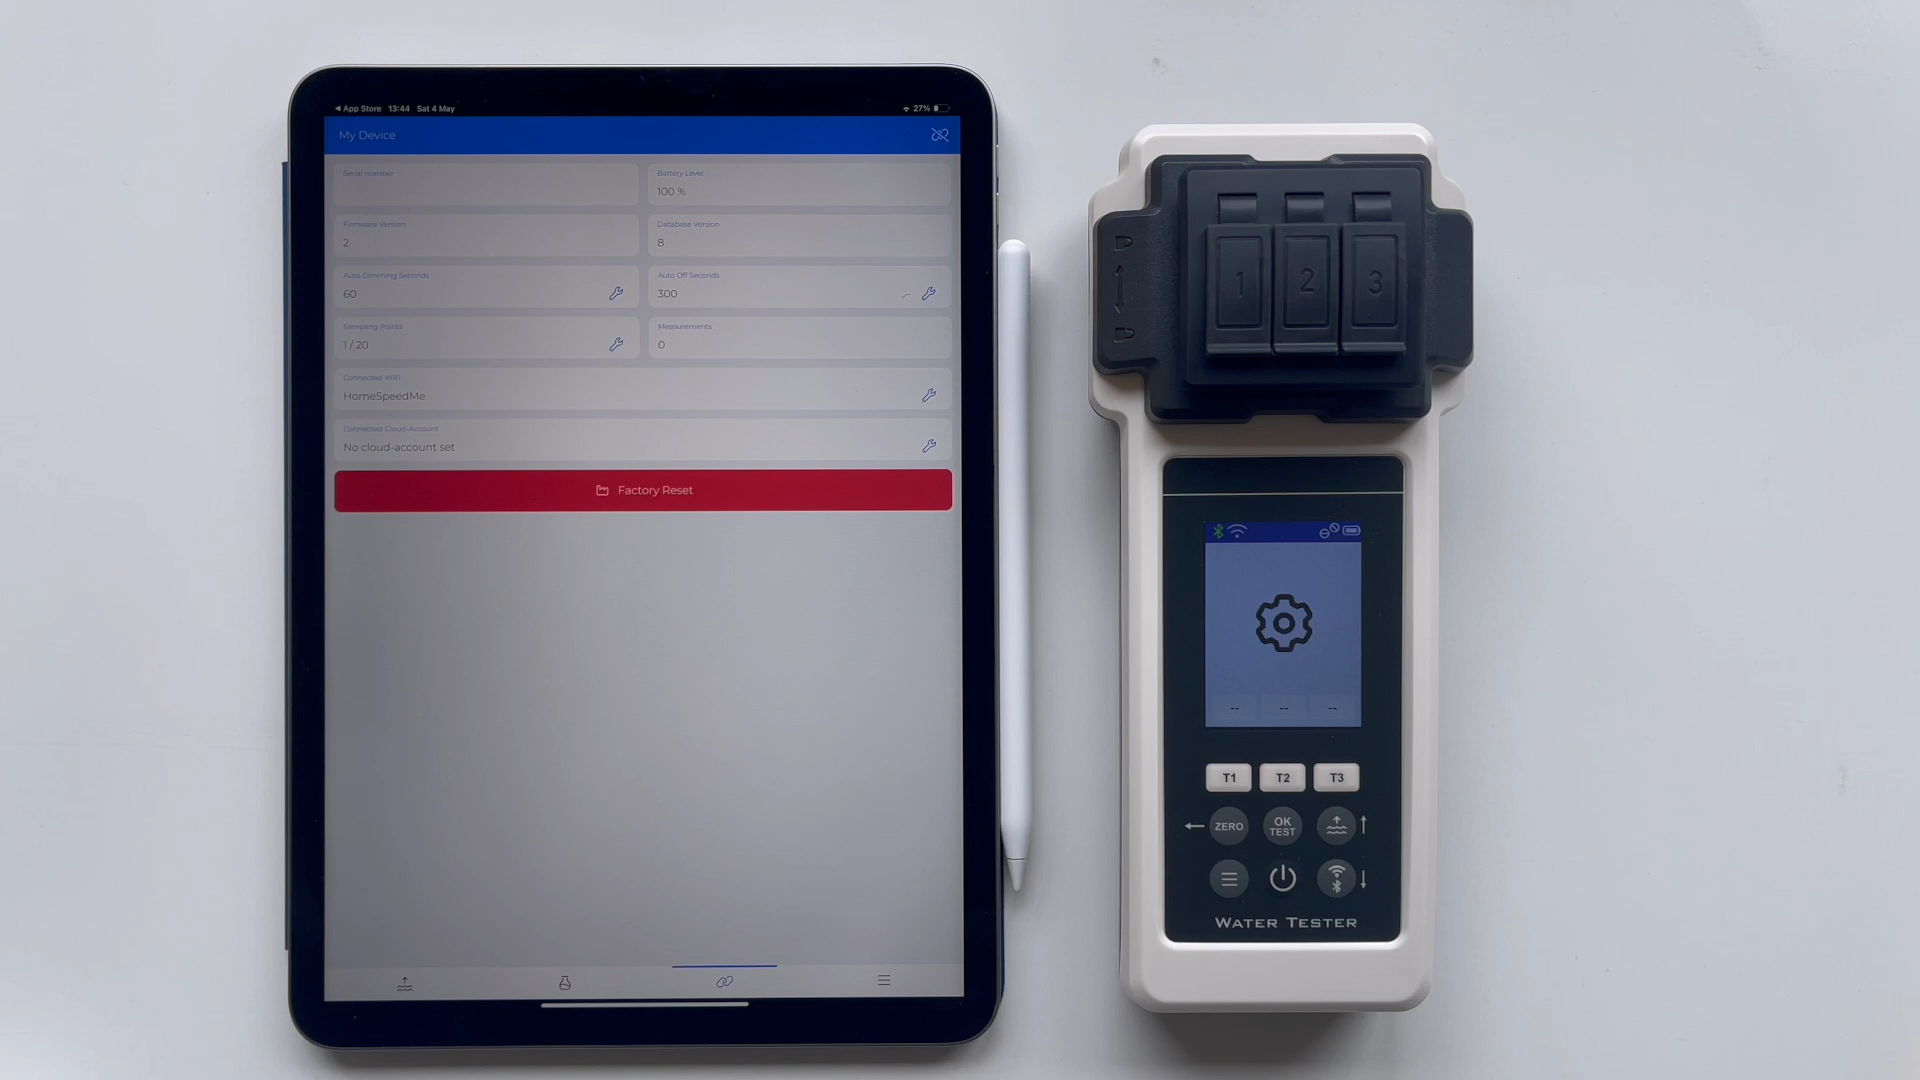 ◀ App Store 13:44 Sat 4 May
27%
My Device
Serial number
Battery Level
100 %
Firmware Version
2
Database Version
8
Auto Dimming Seconds
60
Auto Off Seconds
300
Sampling Points
1 / 20
Measurements
0
Connected WiFi
HomeSpeedMe
Connected Cloud-Account
No cloud-account set
Factory Reset
1 2 3
-- -- --
T1 T2 T3
ZERO
OK
TEST
WATER TESTER